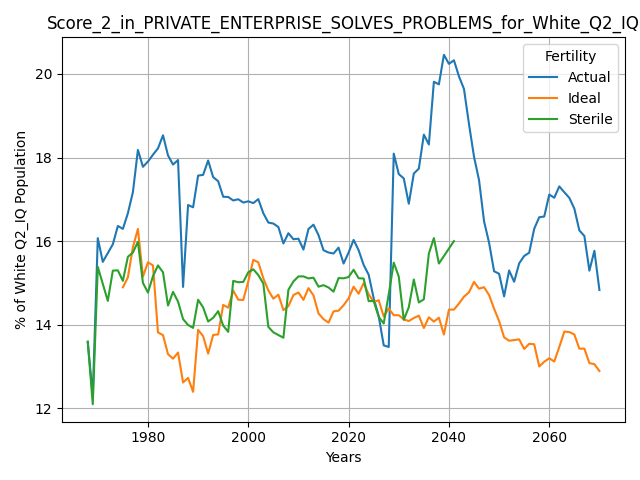 Score_2_in_PRIVATE_ENTERPRISE_SOLVES_PROBLEMS_for_White_Q2_IQ
Fertility
Actual
Ideal
Sterile
% of White Q2_IQ Population
20
18
16
14
12
1980
2000
2020
2040
2060
Years